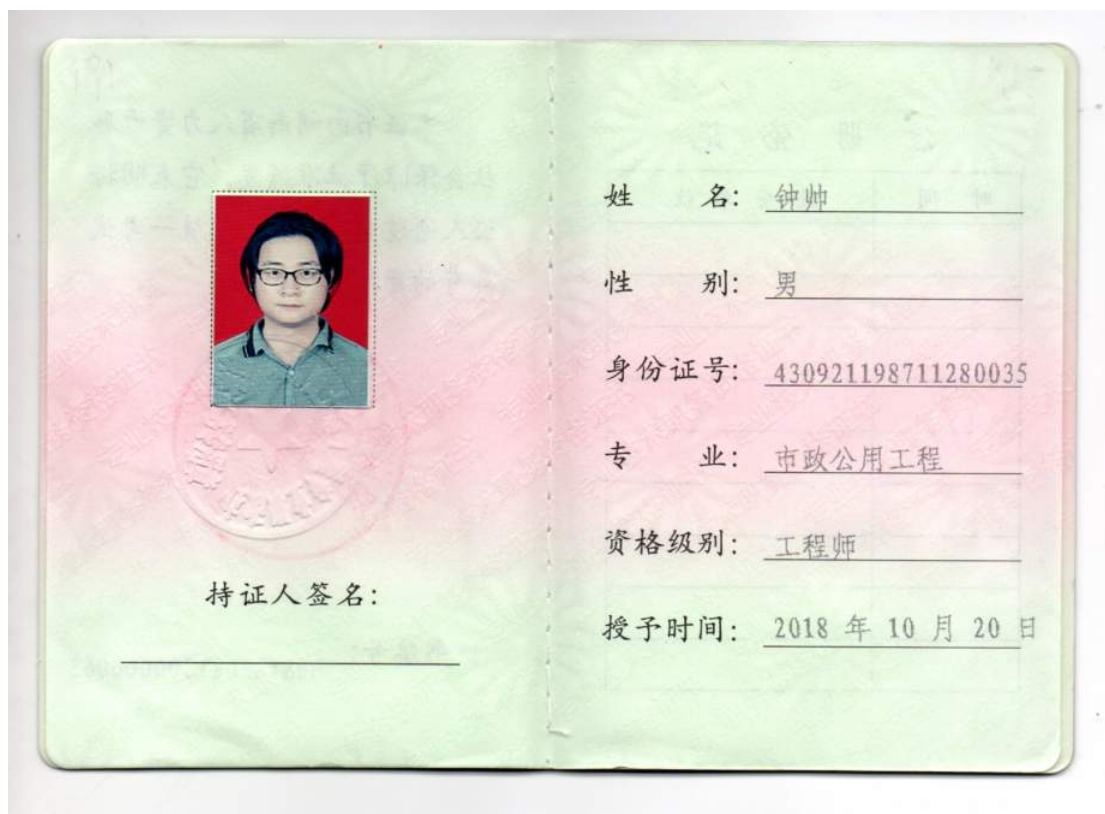 持证人签名:
姓 名: 钟帅
性 别: 男
身份证号: 430921198711280035
专 业: 市政公用工程
资格级别: 工程师
授予时间: 2018 年 10 月 20 日